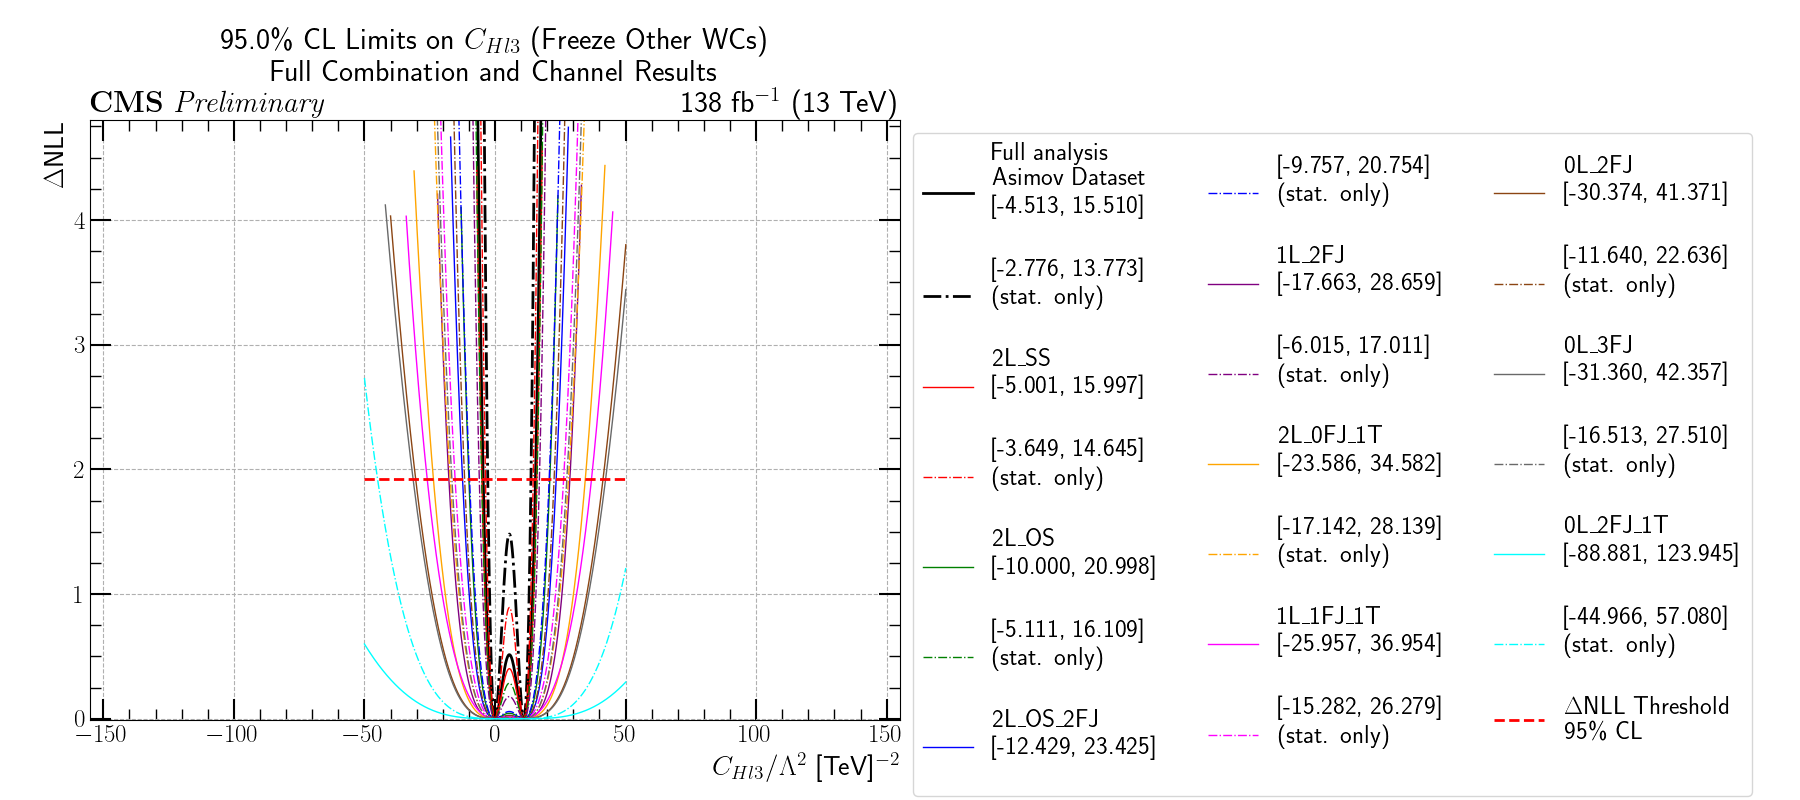 95.0% CL Limits on C_{Hl3} (Freeze Other WCs)
Full Combination and Channel Results
CMS Preliminary
138 fb^{-1} (13 TeV)
ΔNLL
4
3
2
1
0
−150
−100
−50
0
50
100
150
C_{Hl3}/Λ^2 [TeV]^{−2}
Full analysis
Asimov Dataset
[-4.513, 15.510]
[-2.776, 13.773]
(stat. only)
2L_SS
[-5.001, 15.997]
[-3.649, 14.645]
(stat. only)
2L_OS
[-10.000, 20.998]
[-5.111, 16.109]
(stat. only)
2L_OS_2FJ
[-12.429, 23.425]
[-9.757, 20.754]
(stat. only)
1L_2FJ
[-17.663, 28.659]
[-6.015, 17.011]
(stat. only)
2L_0FJ_1T
[-23.586, 34.582]
[-17.142, 28.139]
(stat. only)
1L_1FJ_1T
[-25.957, 36.954]
[-15.282, 26.279]
(stat. only)
0L_2FJ
[-30.374, 41.371]
[-11.640, 22.636]
(stat. only)
0L_3FJ
[-31.360, 42.357]
[-16.513, 27.510]
(stat. only)
0L_2FJ_1T
[-88.881, 123.945]
[-44.966, 57.080]
(stat. only)
ΔNLL Threshold
95% CL